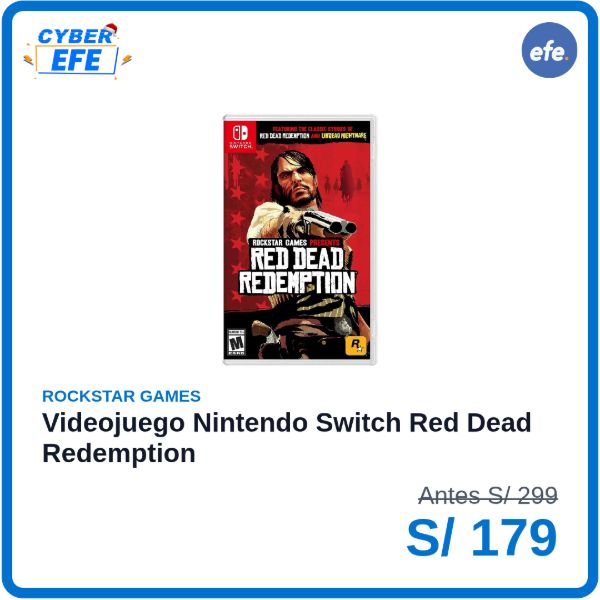 CYBER
EFE
efe.
NINTENDO
SWITCH
FEATURING THE CLASSIC STORIES OF
RED DEAD REDEMPTION AND UNDEAD NIGHTMARE
ROCKSTAR GAMES PRESENTS
RED DEAD
REDEMPTION
M
ESRB
R
ROCKSTAR GAMES
Videojuego Nintendo Switch Red Dead
Redemption
Antes S/ 299
S/ 179